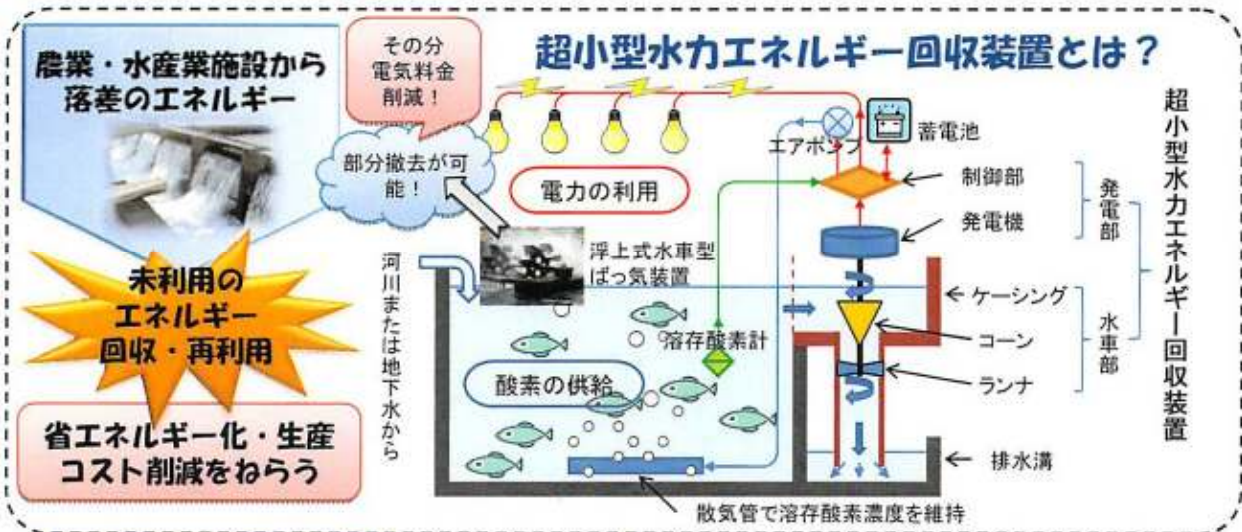 超小型水力エネルギー回収装置とは？
農業・水産業施設から
落差のエネルギー
その分
電気料金
削減！
部分撤去が可
能！
未利用の
エネルギー
回収・再利用
省エネルギー化・生産
コスト削減をねらう
電力の利用
エアポンプ
蓄電池
制御部
発電機
発電部
浮上式水車型
ばっ気装置
河川または地下水から
溶存酸素計
酸素の供給
ケーシング
コーン
ランナ
水車部
超小型水力エネルギー回収装置
排水溝
散気管で溶存酸素濃度を維持